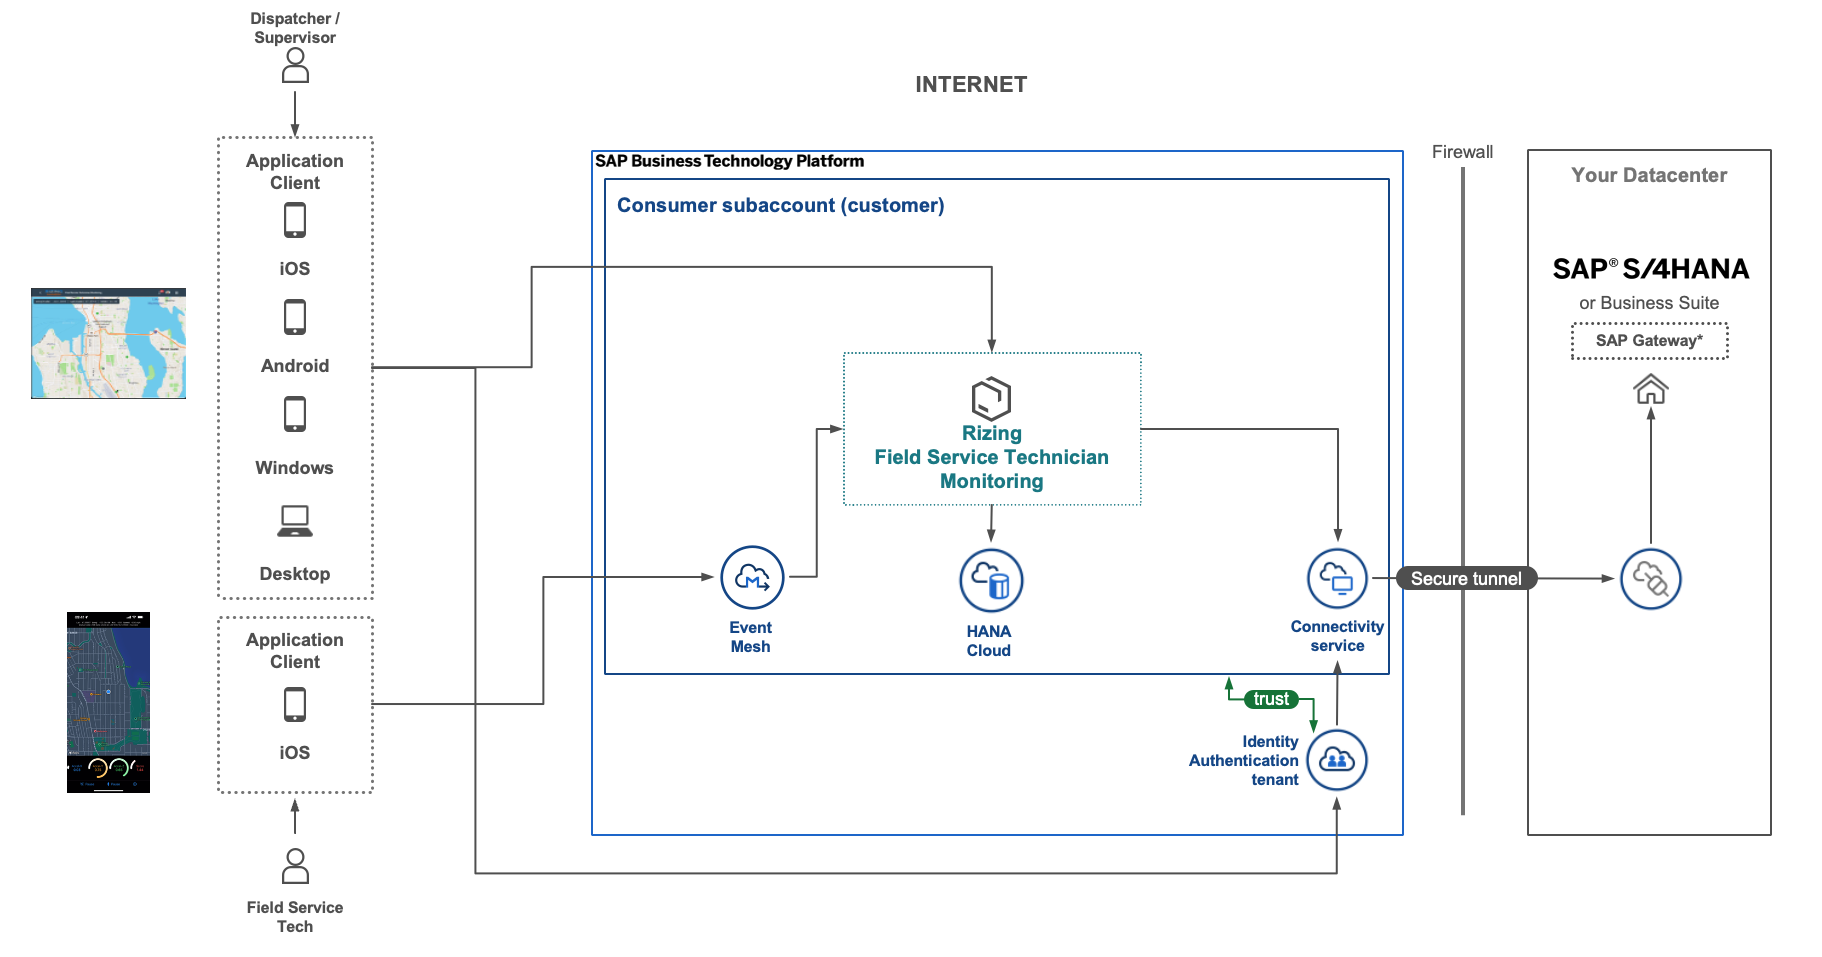 Dispatcher /
Supervisor
INTERNET
Application
Client
iOS
Android
Windows
Desktop
Application
Client
iOS
Field Service
Tech
SAP Business Technology Platform
Consumer subaccount (customer)
Rizing
Field Service Technician
Monitoring
Event
Mesh
HANA
Cloud
Connectivity
service
trust
Identity
Authentication
tenant
Firewall
Secure tunnel
Your Datacenter
SAP® S/4HANA
or Business Suite
SAP Gateway*